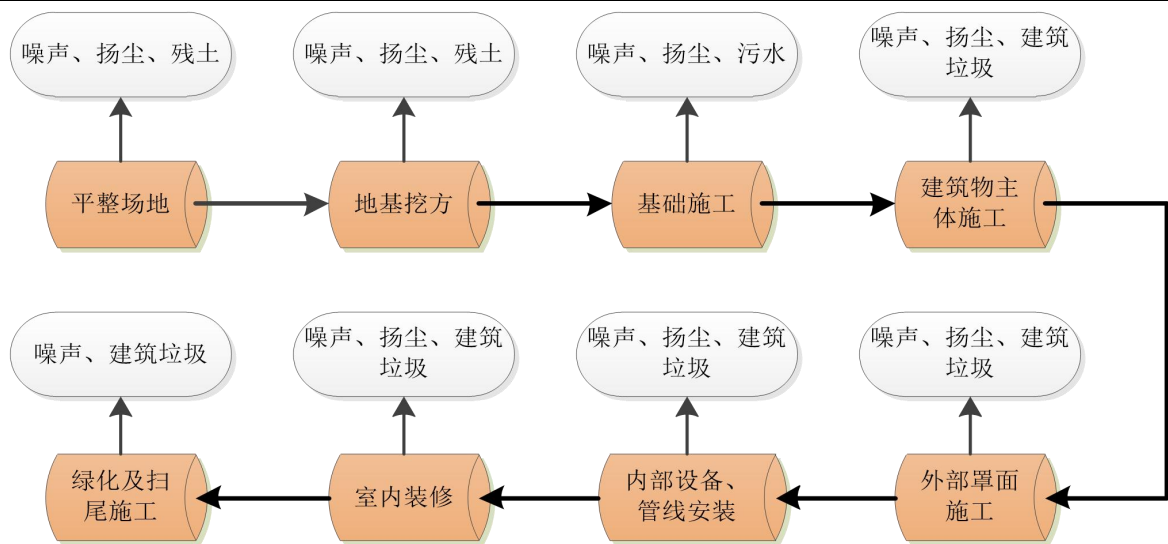 噪声、扬尘、残土
噪声、扬尘、残土
噪声、扬尘、污水
噪声、扬尘、建筑
垃圾
平整场地
地基挖方
基础施工
建筑物主
体施工
噪声、建筑垃圾
噪声、扬尘、建筑
垃圾
噪声、扬尘、建筑
垃圾
噪声、扬尘、建筑
垃圾
绿化及扫
尾施工
室内装修
内部设备、
管线安装
外部罩面
施工